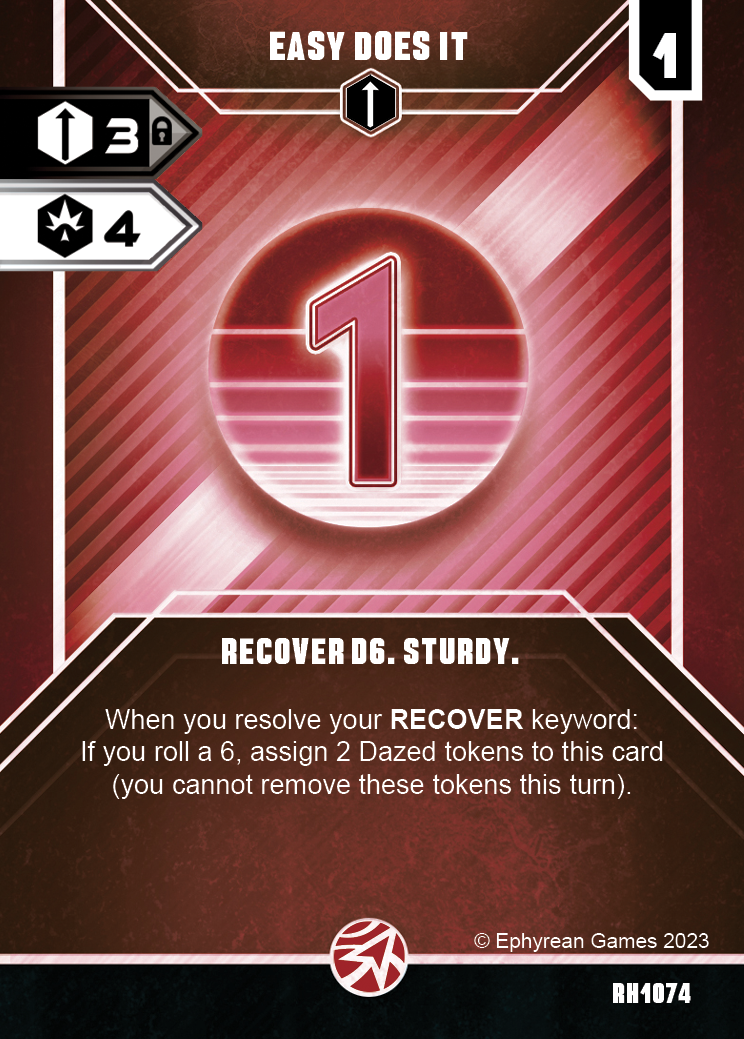 EASY DOES IT
1
3
4
1
RECOVER D6. STURDY.
When you resolve your RECOVER keyword:
If you roll a 6, assign 2 Dazed tokens to this card
(you cannot remove these tokens this turn).
© Ephyrean Games 2023
RH1074